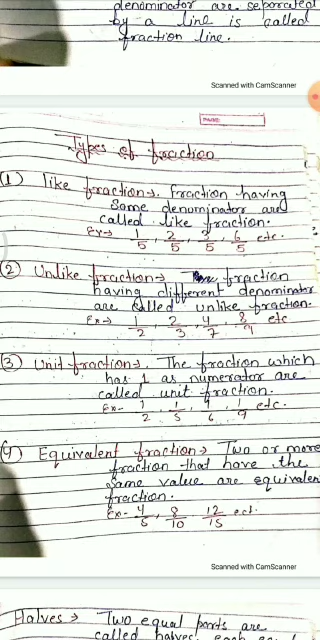 denominator are separated
by a line is called
fraction line.
Scanned with CamScanner
Types of fraction
(1) like fraction → Fraction having
Same denominator are
called like fraction.
Ex → 1/5, 2/5, 3/5, 6/5 etc.
(2) Unlike fraction → fraction
having different denominator
are called unlike fraction.
Ex → 1/2, 2/3, 4/7, 8/9 etc
(3) Unit fraction → The fraction which
has 1 as numerator are
called unit fraction.
Ex - 1/2, 1/5, 1/6, 1/9 etc.
(4) Equivalent fraction → Two or more
fraction that have the
same value are equivalen
fraction.
Ex - 4/5, 8/10, 12/15 ect.
Scanned with CamScanner
Halves → Two equal parts are
called halves